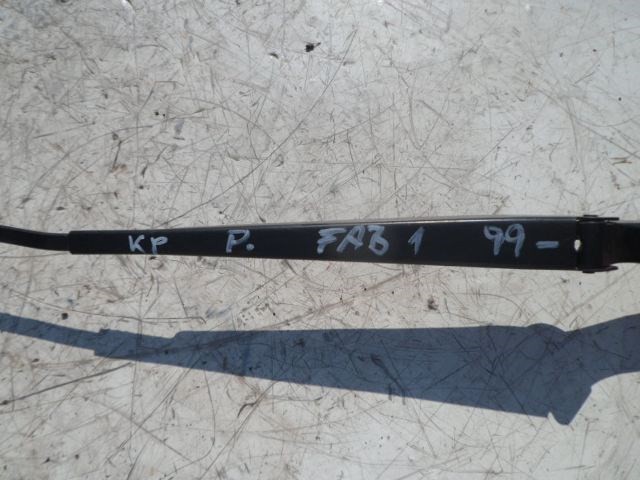 KP P. FAB 1 99-